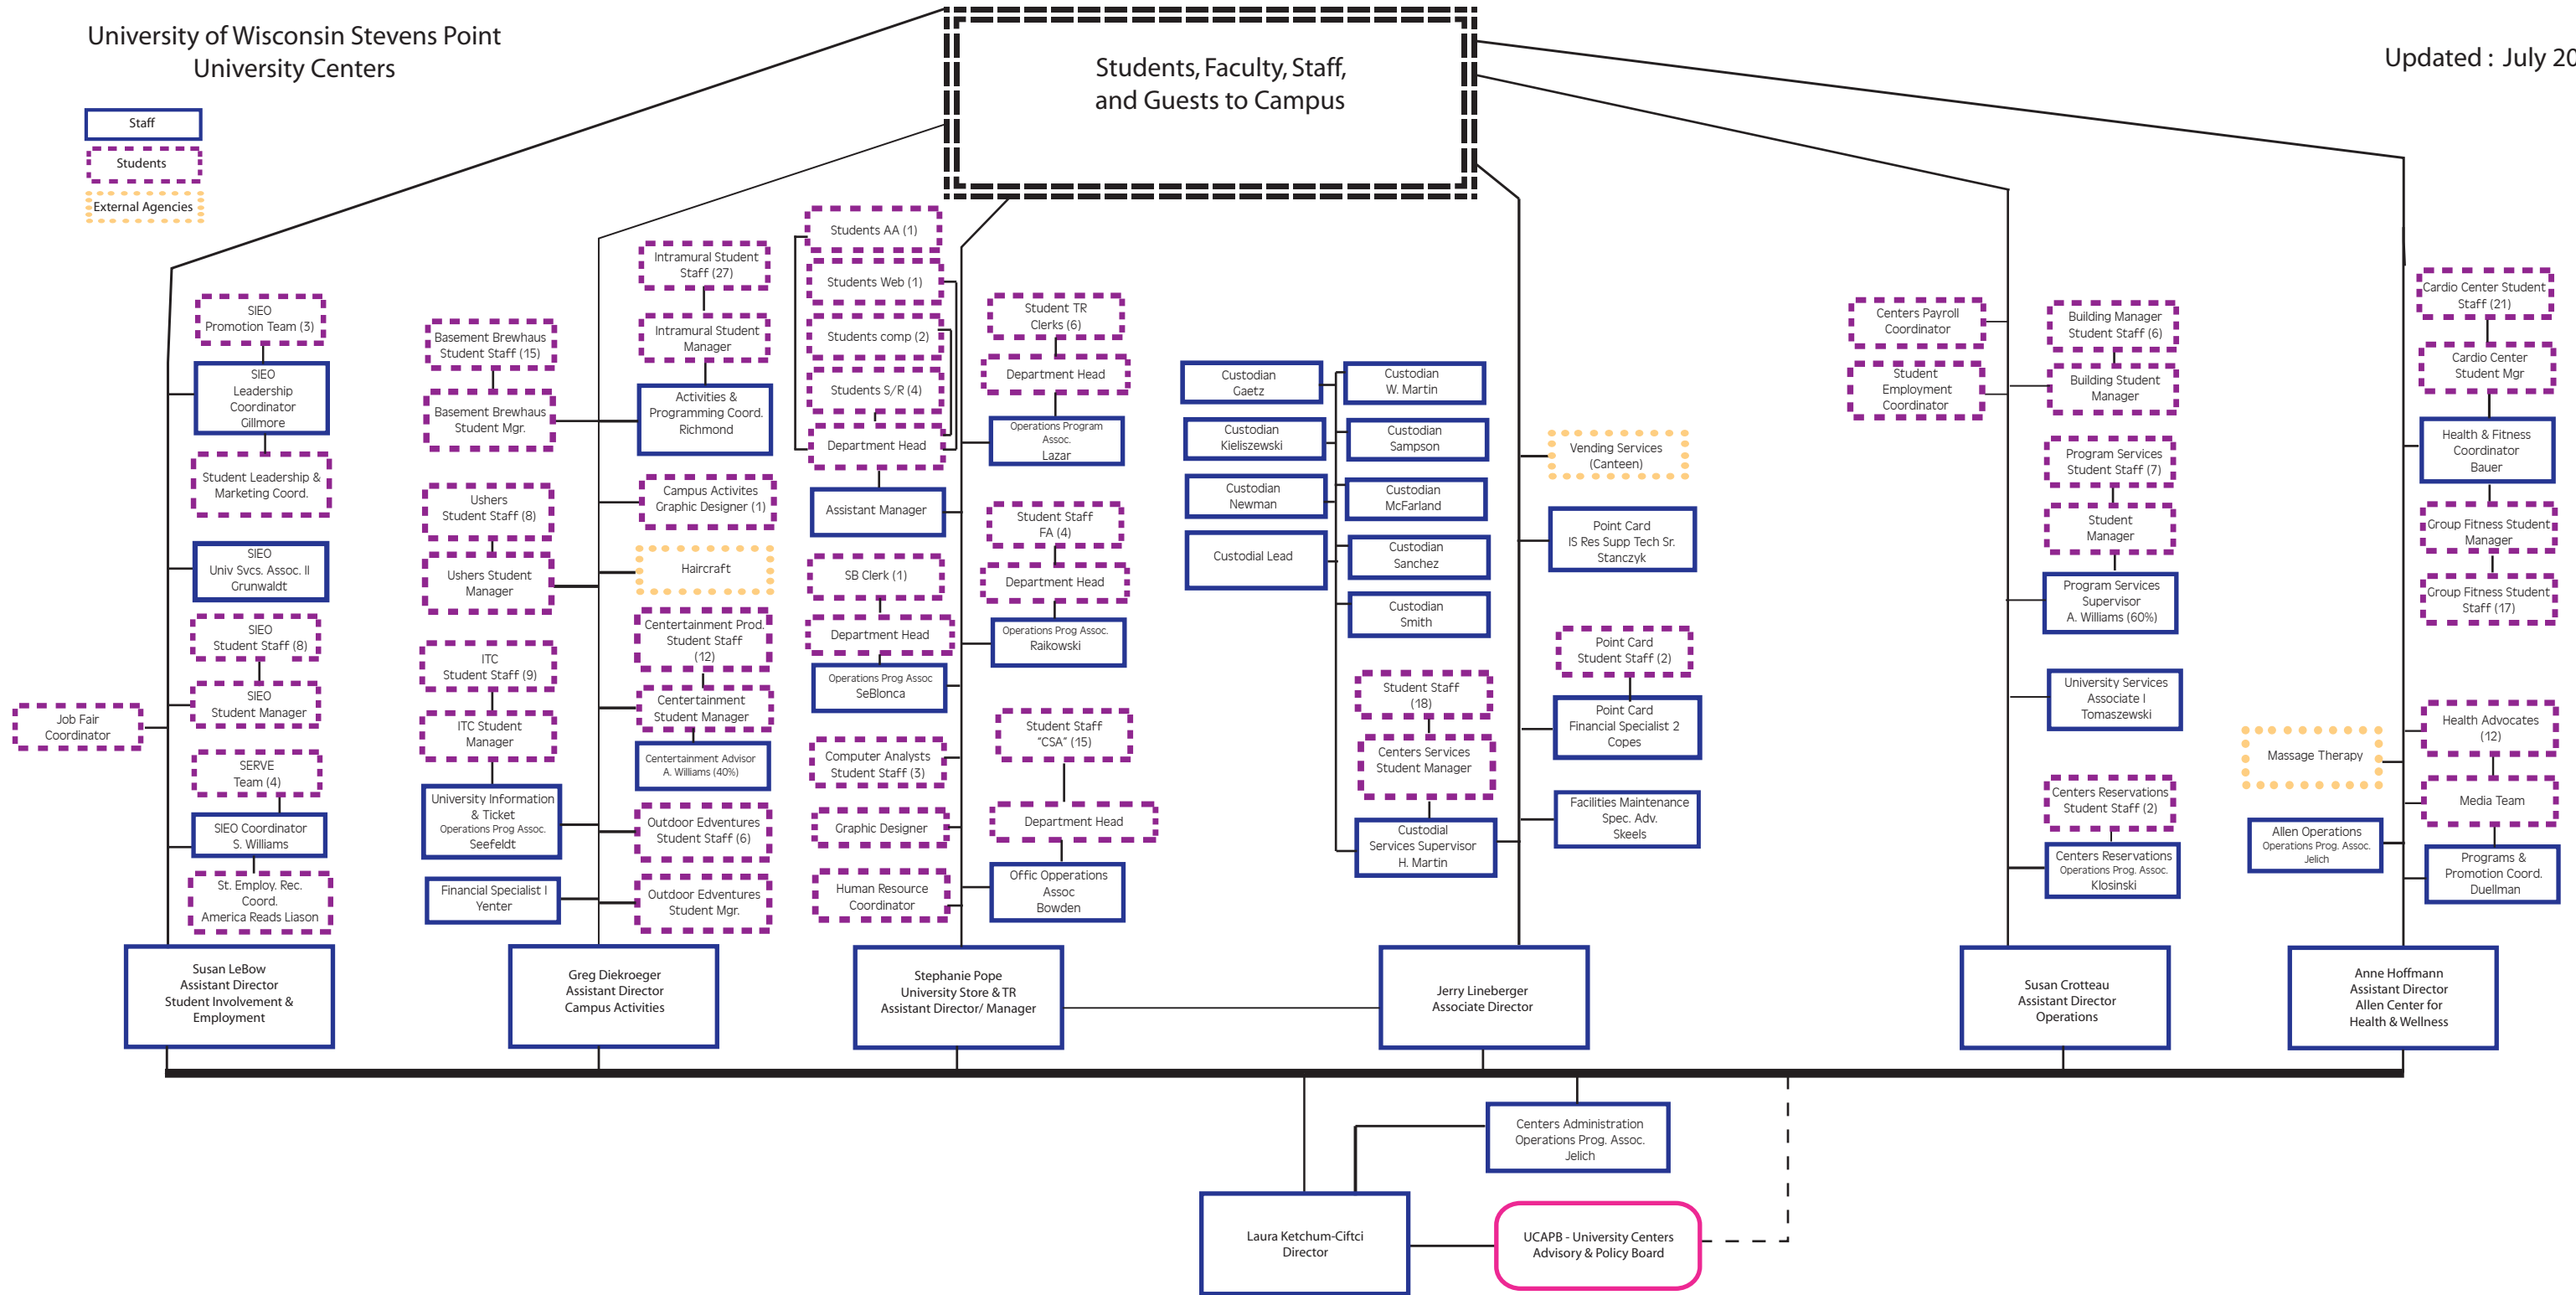 University of Wisconsin Stevens Point
University Centers
Students, Faculty, Staff,
and Guests to Campus
Updated : July 20
Staff
Students
External Agencies
SIEO
Promotion Team (3)
SIEO
Leadership
Coordinator
Gillmore
Student Leadership &
Marketing Coord.
SIEO
Univ Svcs. Assoc. II
Grunwaldt
SIEO
Student Staff (8)
SIEO
Student Manager
Job Fair
Coordinator
SERVE
Team (4)
SIEO Coordinator
S. Williams
St. Employ. Rec.
Coord.
America Reads Liason
Susan LeBow
Assistant Director
Student Involvement &
Employment
Basement Brewhaus
Student Staff (15)
Basement Brewhaus
Student Mgr.
Ushers
Student Staff (8)
Ushers Student
Manager
ITC
Student Staff (9)
ITC Student
Manager
University Information
& Ticket
Operations Prog Assoc.
Seefeldt
Financial Specialist I
Yenter
Intramural Student
Staff (27)
Intramural Student
Manager
Activities &
Programming Coord.
Richmond
Campus Activites
Graphic Designer (1)
Haircraft
Centertainment Prod.
Student Staff
(12)
Centertainment
Student Manager
Centertainment Advisor
A. Williams (40%)
Outdoor Edventures
Student Staff (6)
Outdoor Edventures
Student Mgr.
Greg Diekroeger
Assistant Director
Campus Activities
Students AA (1)
Students Web (1)
Students comp (2)
Students S/R (4)
Department Head
Assistant Manager
SB Clerk (1)
Department Head
Operations Prog Assoc
SeBlonca
Computer Analysts
Student Staff (3)
Graphic Designer
Human Resource
Coordinator
Student TR
Clerks (6)
Department Head
Operations Program
Assoc.
Lazar
Student Staff
FA (4)
Department Head
Operations Prog Assoc.
Raikowski
Student Staff
"CSA" (15)
Department Head
Offic Opperations
Assoc
Bowden
Stephanie Pope
University Store & TR
Assistant Director/ Manager
Custodian
Gaetz
Custodian
Kieliszewski
Custodian
Newman
Custodial Lead
Custodian
W. Martin
Custodian
Sampson
Custodian
McFarland
Custodian
Sanchez
Custodian
Smith
Student Staff
(18)
Centers Services
Student Manager
Custodial
Services Supervisor
H. Martin
Vending Services
(Canteen)
Point Card
IS Res Supp Tech Sr.
Stanczyk
Point Card
Student Staff (2)
Point Card
Financial Specialist 2
Copes
Facilities Maintenance
Spec. Adv.
Skeels
Jerry Lineberger
Associate Director
Centers Payroll
Coordinator
Student
Employment
Coordinator
Building Manager
Student Staff (6)
Building Student
Manager
Program Services
Student Staff (7)
Student
Manager
Program Services
Supervisor
A. Williams (60%)
University Services
Associate I
Tomaszewski
Centers Reservations
Student Staff (2)
Centers Reservations
Operations Prog. Assoc.
Klosinski
Susan Crotteau
Assistant Director
Operations
Cardio Center Student
Staff (21)
Cardio Center
Student Mgr
Health & Fitness
Coordinator
Bauer
Group Fitness Student
Manager
Group Fitness Student
Staff (17)
Health Advocates
(12)
Massage Therapy
Media Team
Allen Operations
Operations Prog. Assoc.
Jelich
Programs &
Promotion Coord.
Duellman
Anne Hoffmann
Assistant Director
Allen Center for
Health & Wellness
Centers Administration
Operations Prog. Assoc.
Jelich
Laura Ketchum-Ciftci
Director
UCAPB - University Centers
Advisory & Policy Board